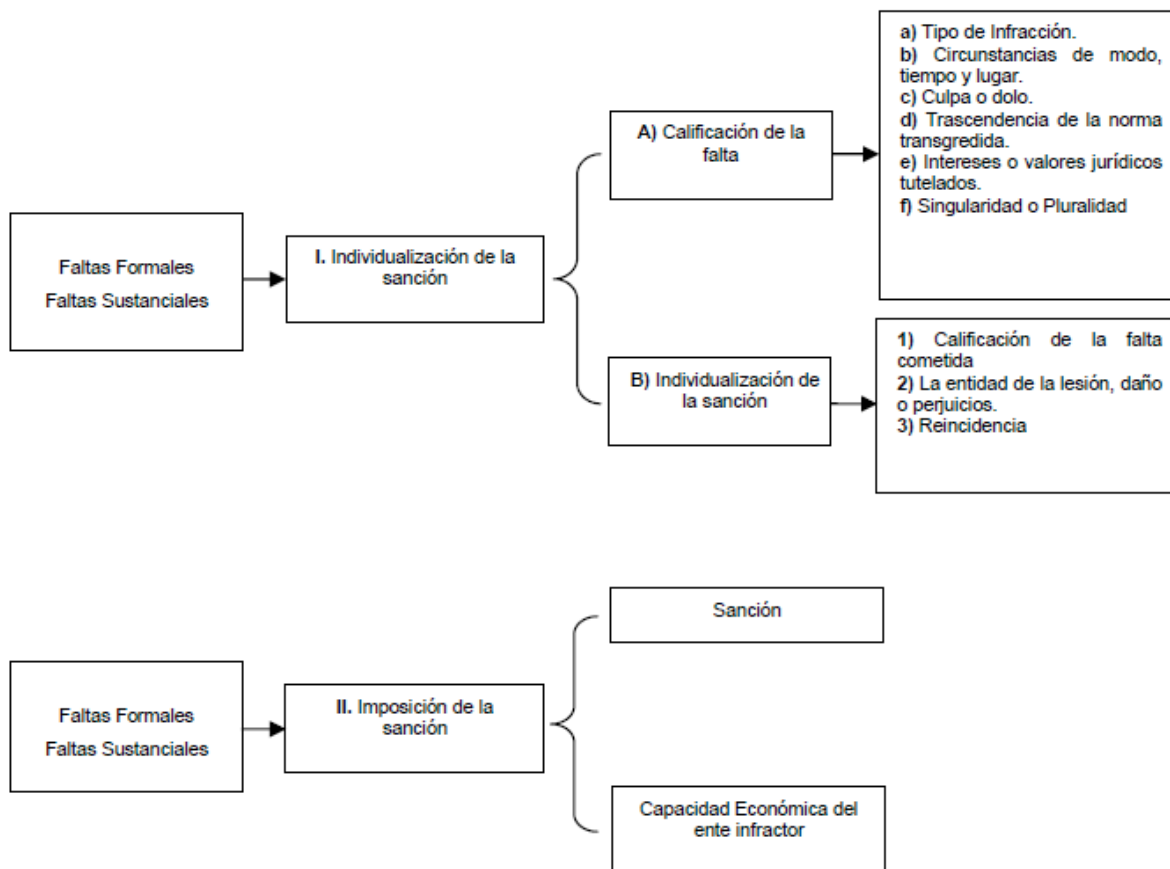 Faltas Formales
Faltas Sustanciales
I. Individualización de la
sanción
A) Calificación de la
falta
a) Tipo de Infracción.
b) Circunstancias de modo,
tiempo y lugar.
c) Culpa o dolo.
d) Trascendencia de la norma
transgredida.
e) Intereses o valores jurídicos
tutelados.
f) Singularidad o Pluralidad
B) Individualización de
la sanción
1) Calificación de la falta
cometida
2) La entidad de la lesión, daño
o perjuicios.
3) Reincidencia
Faltas Formales
Faltas Sustanciales
II. Imposición de la
sanción
Sanción
Capacidad Económica del
ente infractor